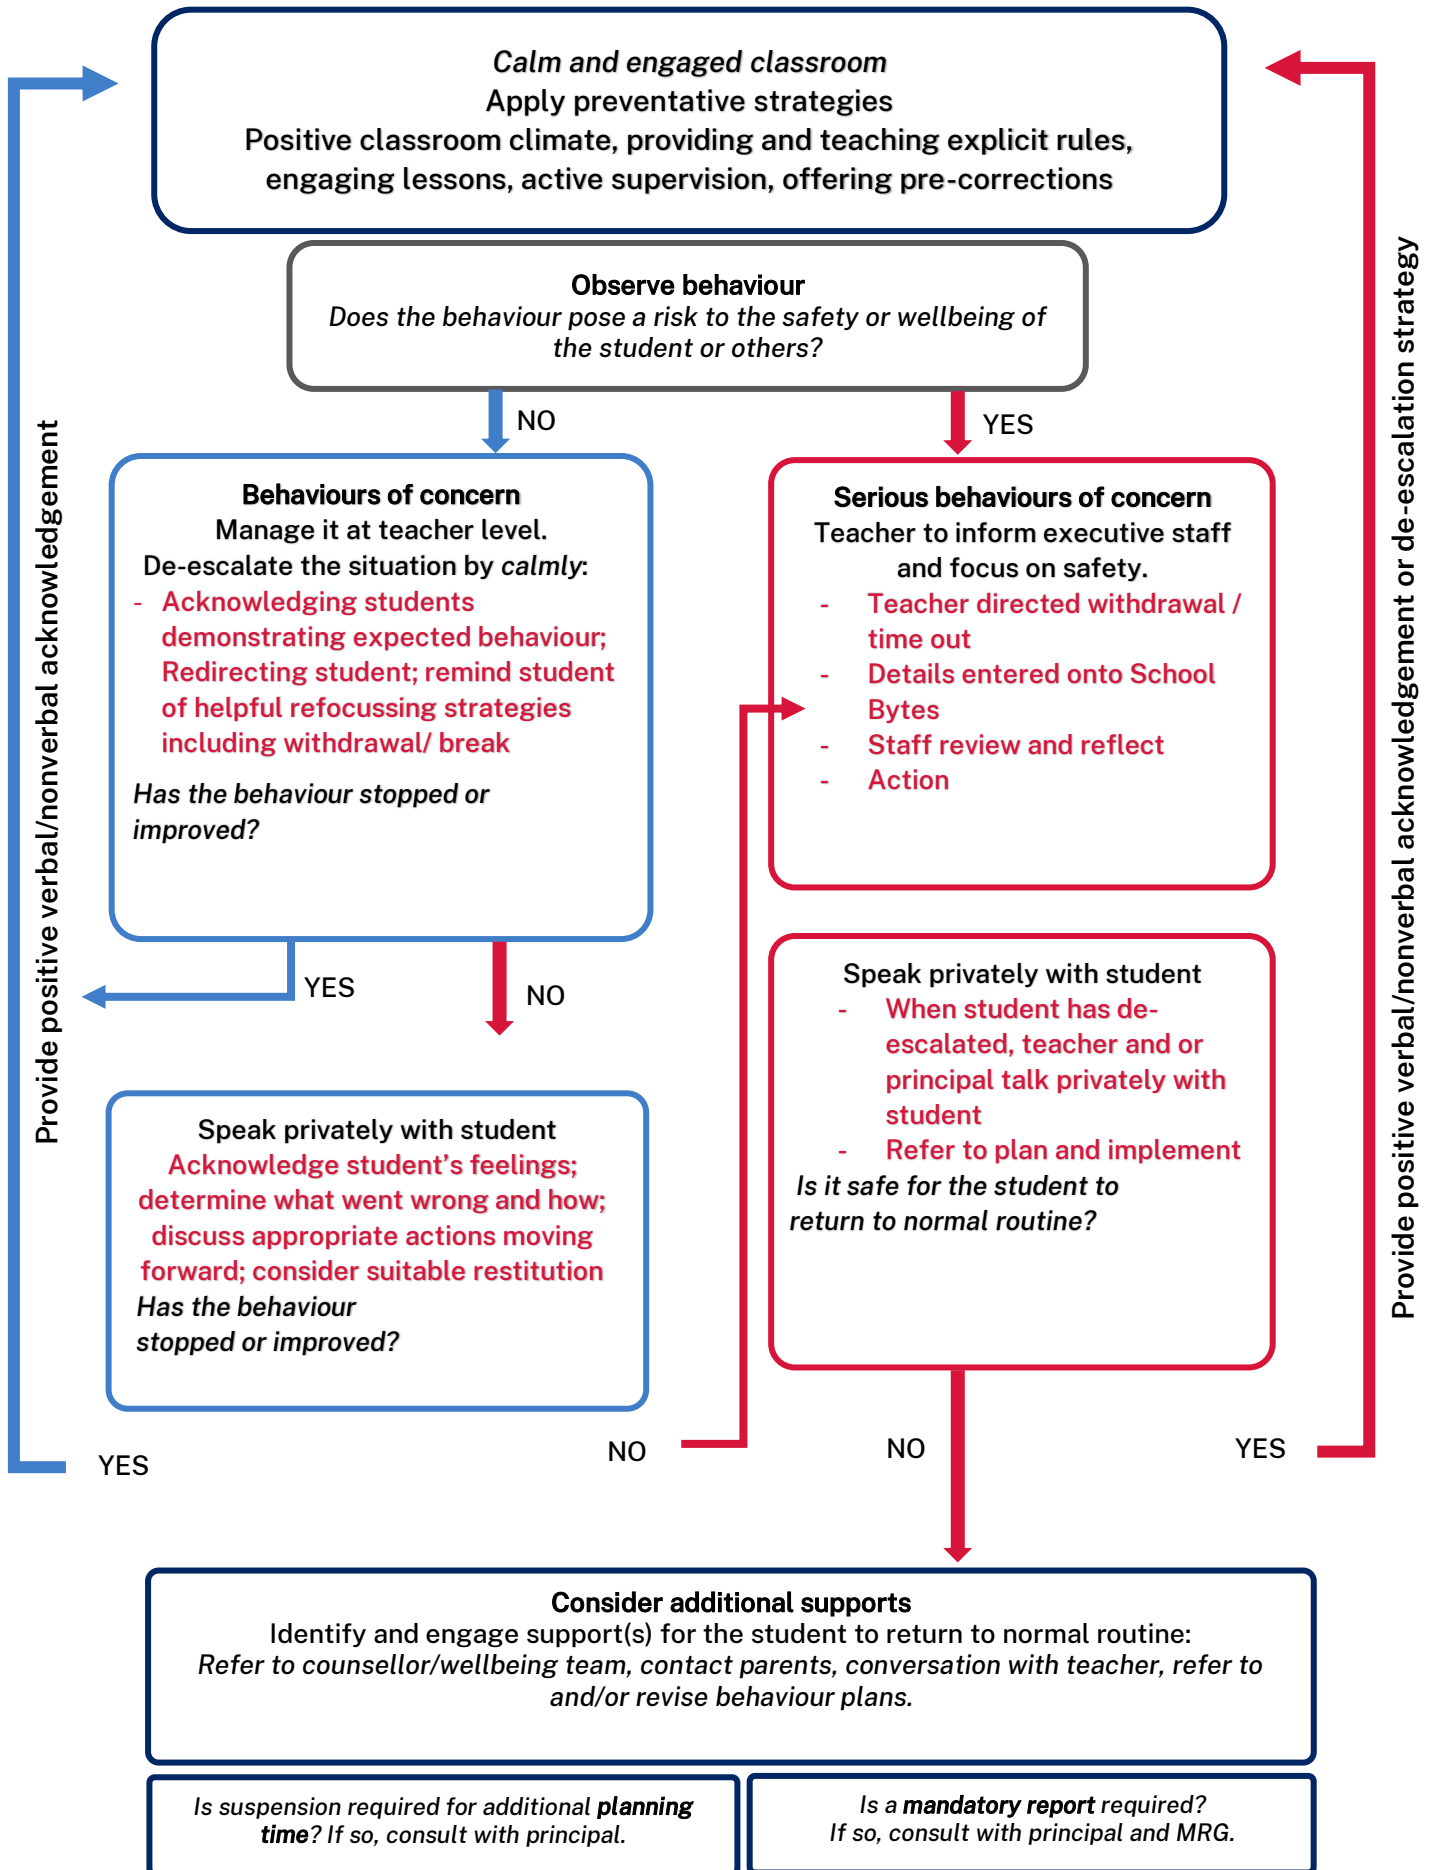 Calm and engaged classroom
Apply preventative strategies
Positive classroom climate, providing and teaching explicit rules,
engaging lessons, active supervision, offering pre-corrections
Observe behaviour
Does the behaviour pose a risk to the safety or wellbeing of
the student or others?
NO
YES
Behaviours of concern
Manage it at teacher level.
De-escalate the situation by calmly:
- Acknowledging students
demonstrating expected behaviour;
Redirecting student; remind student
of helpful refocussing strategies
including withdrawal/ break
Has the behaviour stopped or
improved?
Serious behaviours of concern
Teacher to inform executive staff
and focus on safety.
- Teacher directed withdrawal /
time out
- Details entered onto School
Bytes
- Staff review and reflect
- Action
YES
NO
Speak privately with student
Acknowledge student’s feelings;
determine what went wrong and how;
discuss appropriate actions moving
forward; consider suitable restitution
Has the behaviour
stopped or improved?
Speak privately with student
- When student has de-
escalated, teacher and or
principal talk privately with
student
- Refer to plan and implement
Is it safe for the student to
return to normal routine?
YES
NO
NO
YES
Provide positive verbal/nonverbal acknowledgement
Provide positive verbal/nonverbal acknowledgement or de-escalation strategy
Consider additional supports
Identify and engage support(s) for the student to return to normal routine:
Refer to counsellor/wellbeing team, contact parents, conversation with teacher, refer to
and/or revise behaviour plans.
Is suspension required for additional planning
time? If so, consult with principal.
Is a mandatory report required?
If so, consult with principal and MRG.